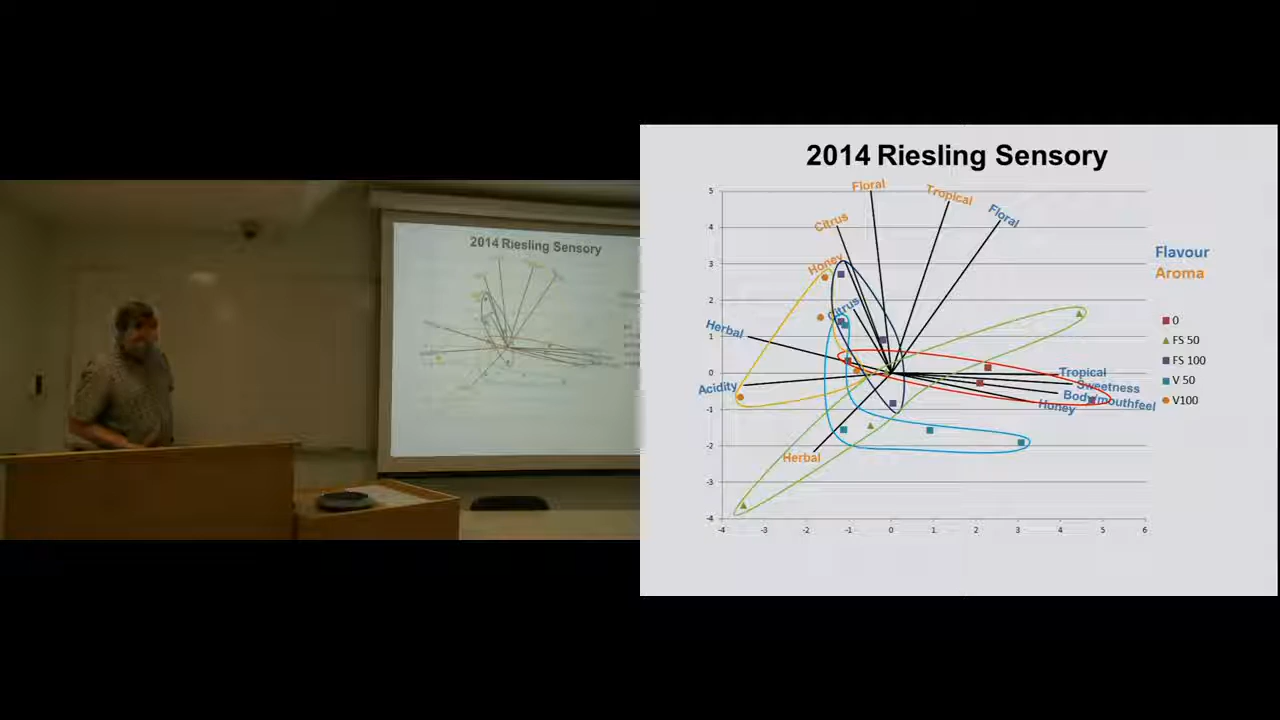 2014 Riesling Sensory
2014 Riesling Sensory
Floral
Tropical
Floral
Citrus
Honey
Citrus
Herbal
Acidity
Herbal
Tropical
Sweetness
Body/mouthfeel
Honey
Flavour
Aroma
0
FS 50
FS 100
V 50
V100
5
4
3
2
1
0
-1
-2
-3
-4
-4 -3 -2 -1 0 1 2 3 4 5 6